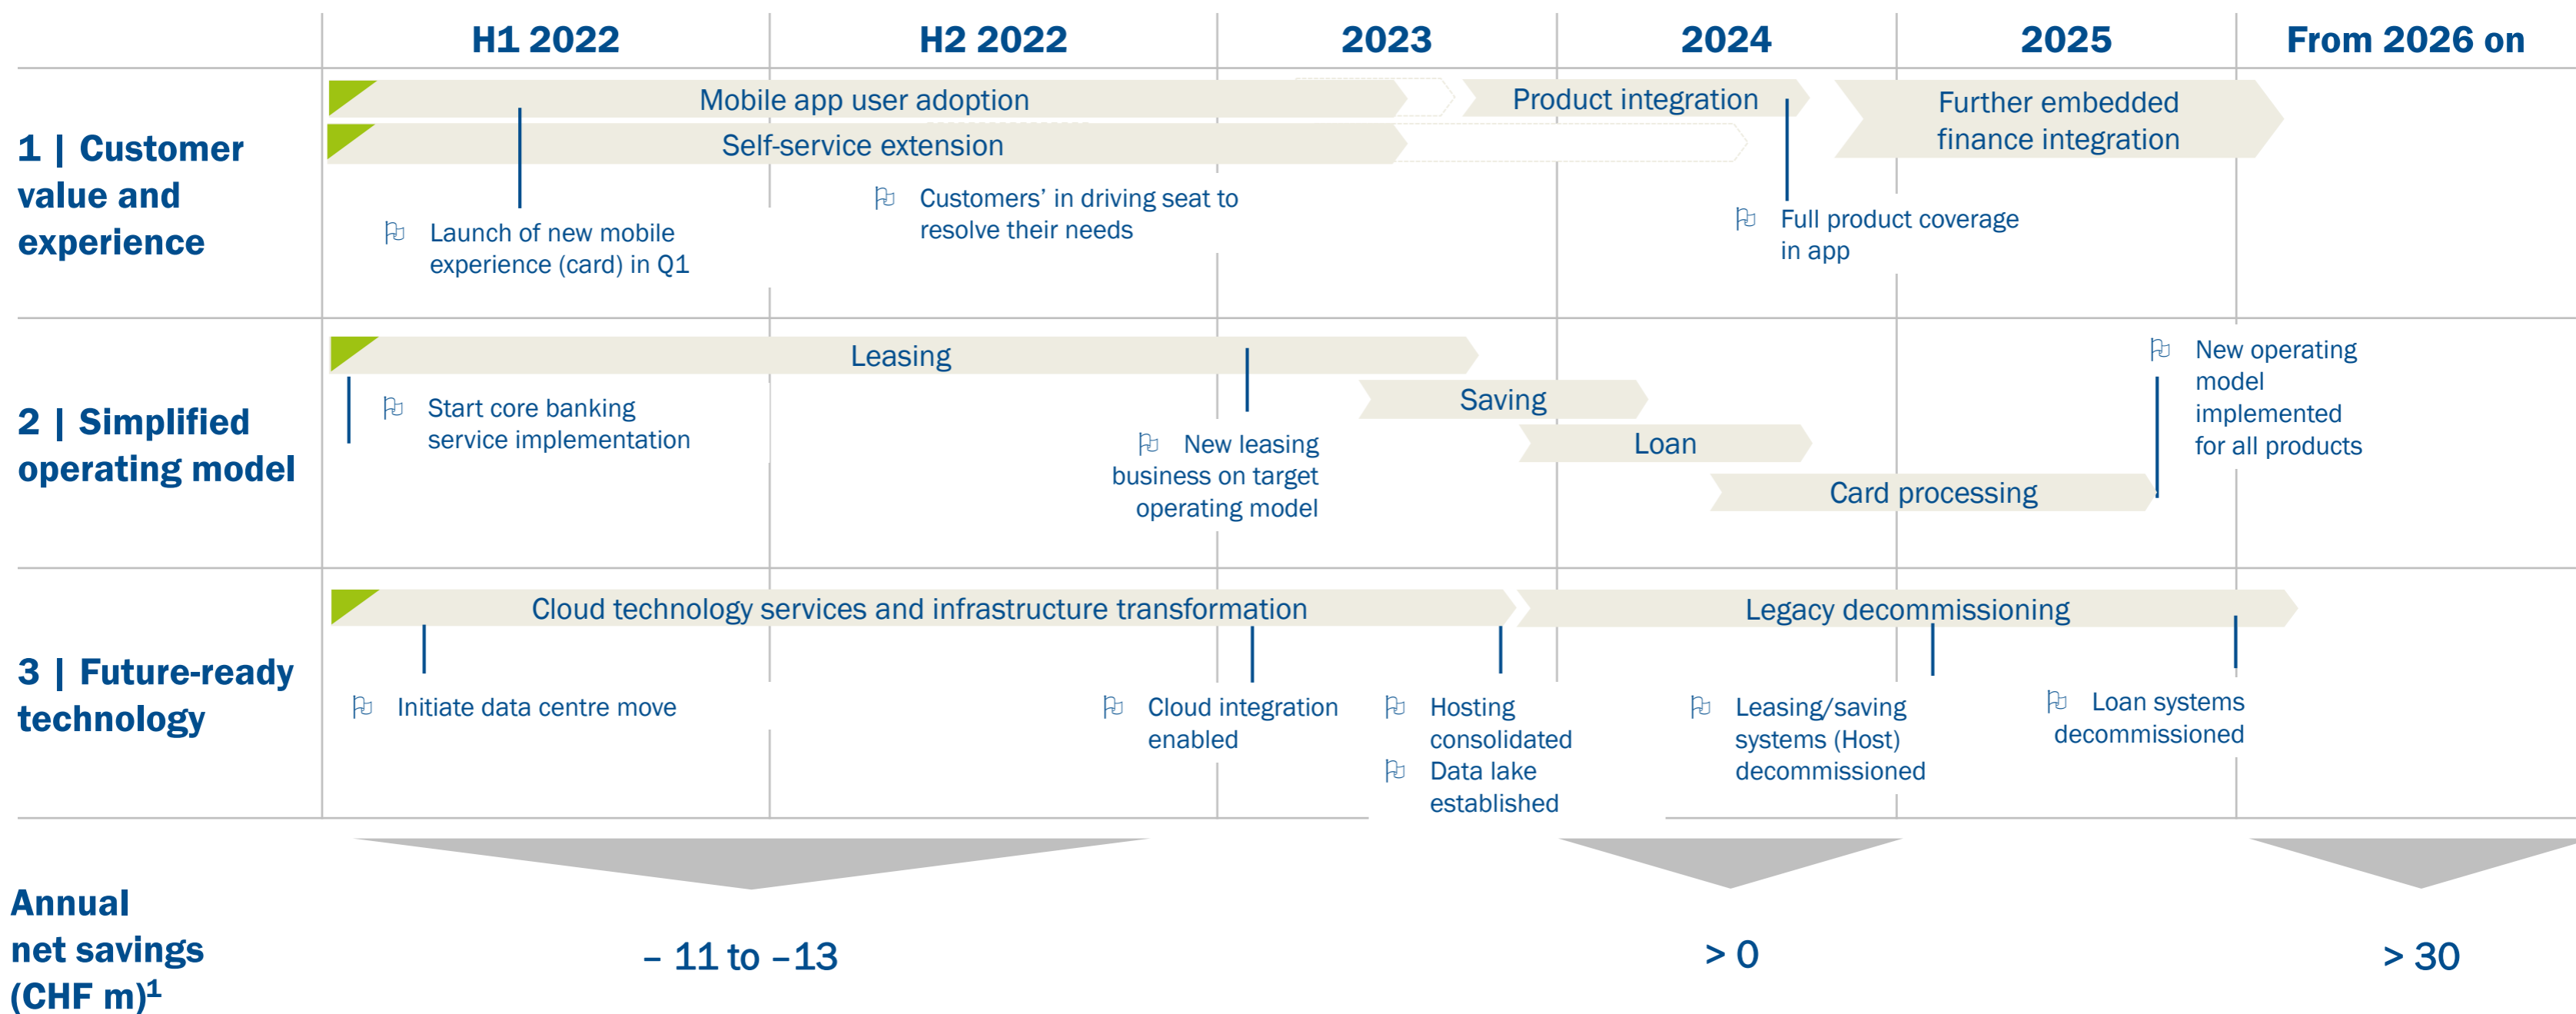 H1 2022
H2 2022
2023
2024
2025
From 2026 on
1 | Customer
value and
experience
Mobile app user adoption
Product integration
Further embedded
finance integration
Self-service extension
Launch of new mobile
experience (card) in Q1
Customers’ in driving seat to
resolve their needs
Full product coverage
in app
2 | Simplified
operating model
Leasing
Saving
Loan
Card processing
Start core banking
service implementation
New leasing
business on target
operating model
New operating
model
implemented
for all products
3 | Future-ready
technology
Cloud technology services and infrastructure transformation
Legacy decommissioning
Initiate data centre move
Cloud integration
enabled
Hosting
consolidated
Data lake
established
Leasing/saving
systems (Host)
decommissioned
Loan systems
decommissioned
Annual
net savings
(CHF m)¹
– 11 to –13
> 0
> 30